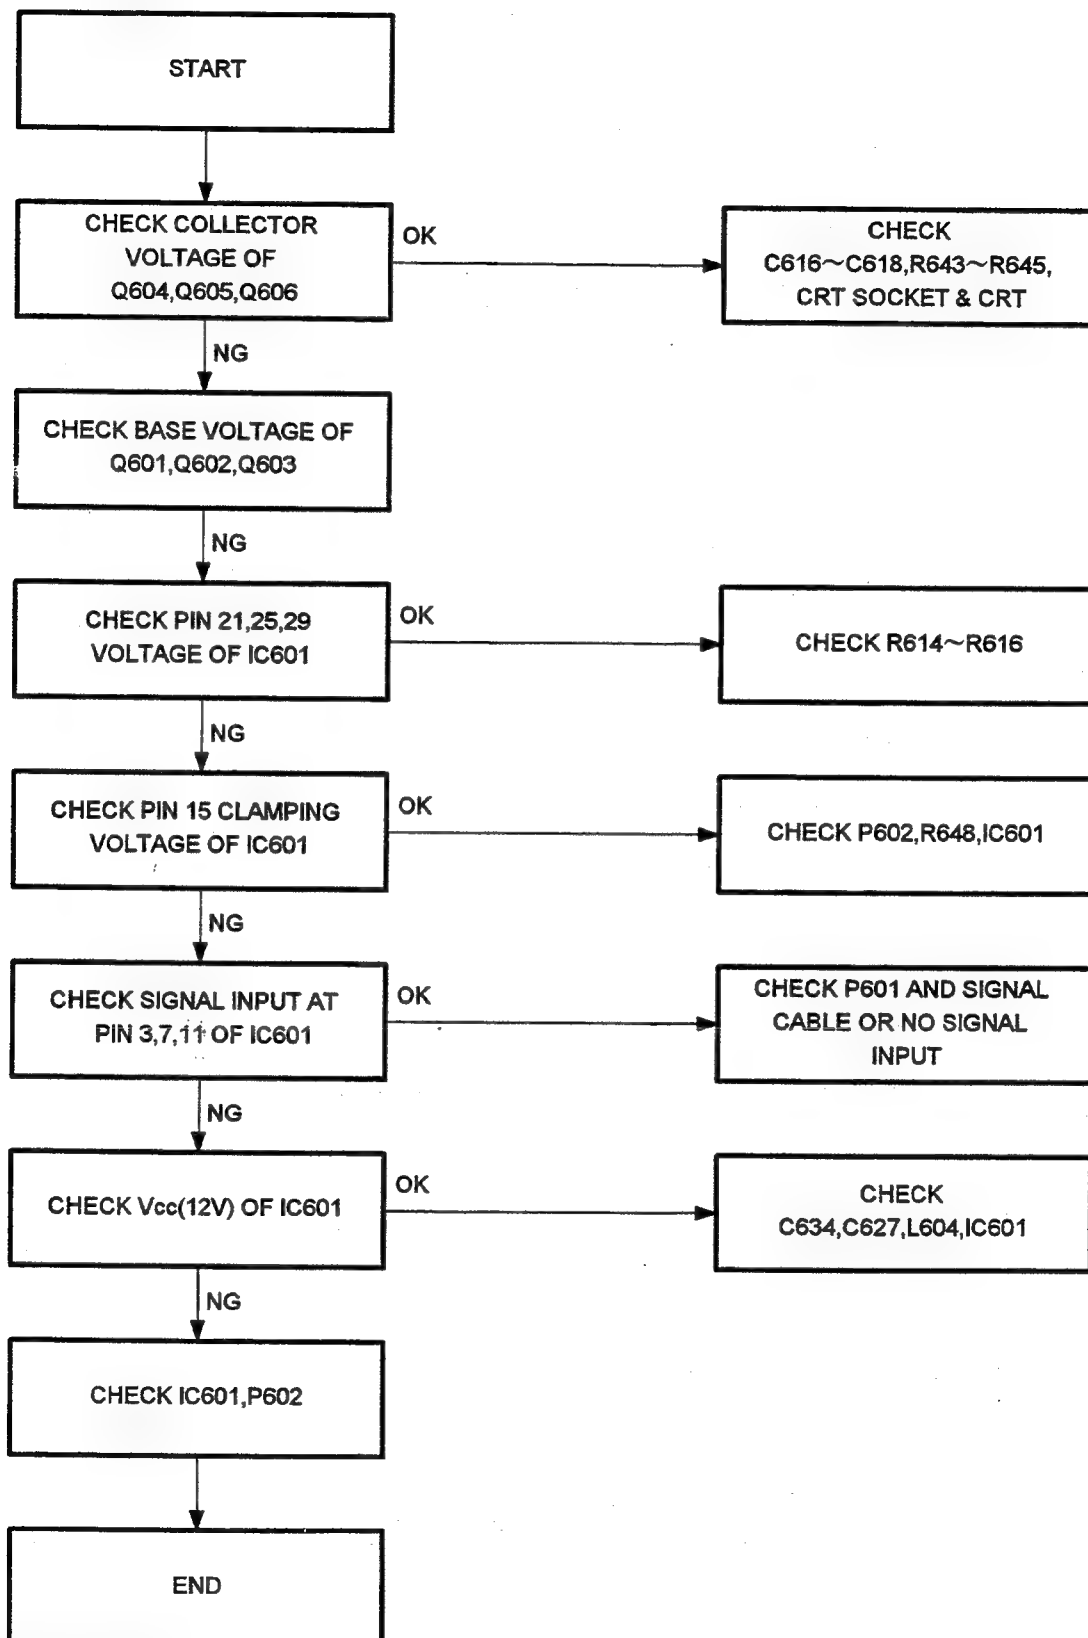 START
CHECK COLLECTOR
VOLTAGE OF
Q604,Q605,Q606
OK
CHECK
C616~C618,R643~R645,
CRT SOCKET & CRT
NG
CHECK BASE VOLTAGE OF
Q601,Q602,Q603
NG
CHECK PIN 21,25,29
VOLTAGE OF IC601
OK
CHECK R614~R616
NG
CHECK PIN 15 CLAMPING
VOLTAGE OF IC601
OK
CHECK P602,R648,IC601
NG
CHECK SIGNAL INPUT AT
PIN 3,7,11 OF IC601
OK
CHECK P601 AND SIGNAL
CABLE OR NO SIGNAL
INPUT
NG
CHECK Vcc(12V) OF IC601
OK
CHECK
C634,C627,L604,IC601
NG
CHECK IC601,P602
END